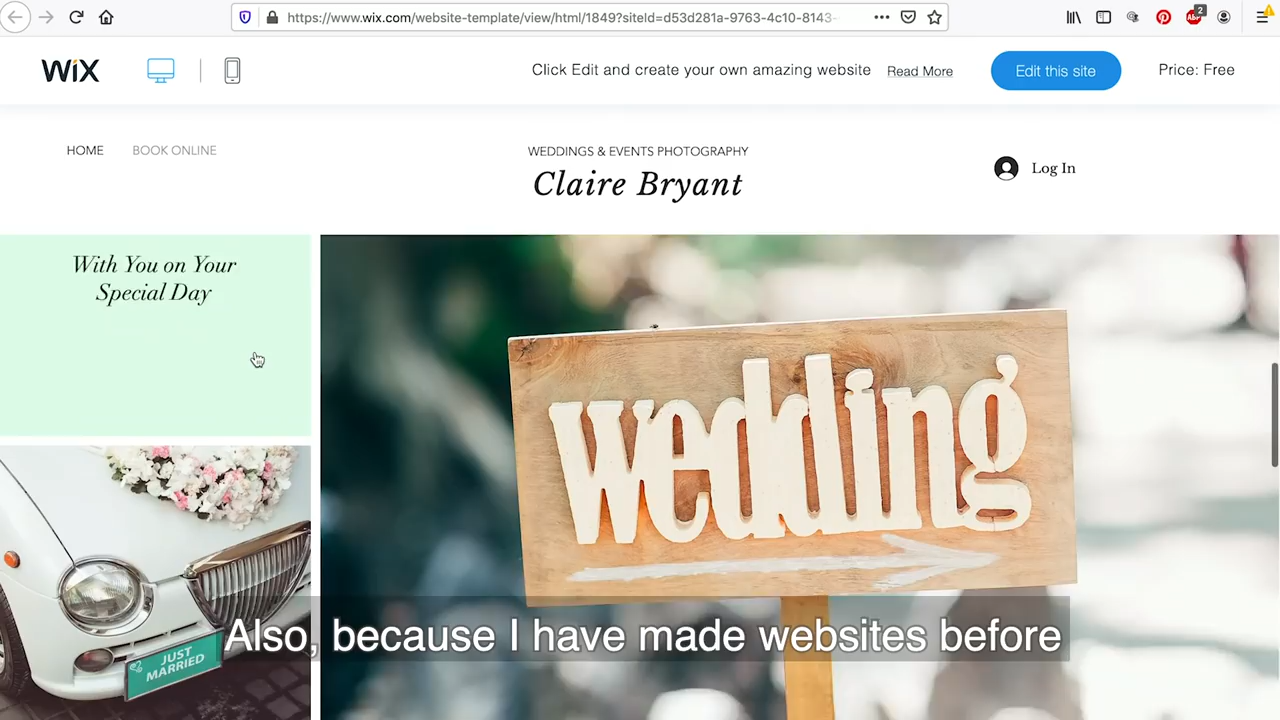 https://www.wix.com/website-template/view/html/1849?siteId=d53d281a-9763-4c10-8143-
ABP
2
WiX
Click Edit and create your own amazing website
Read More
Edit this site
Price: Free
HOME
BOOK ONLINE
WEDDINGS & EVENTS PHOTOGRAPHY
Claire Bryant
Log In
With You on Your
Special Day
wedding
JUST
MARRIED
Also, because I have made websites before